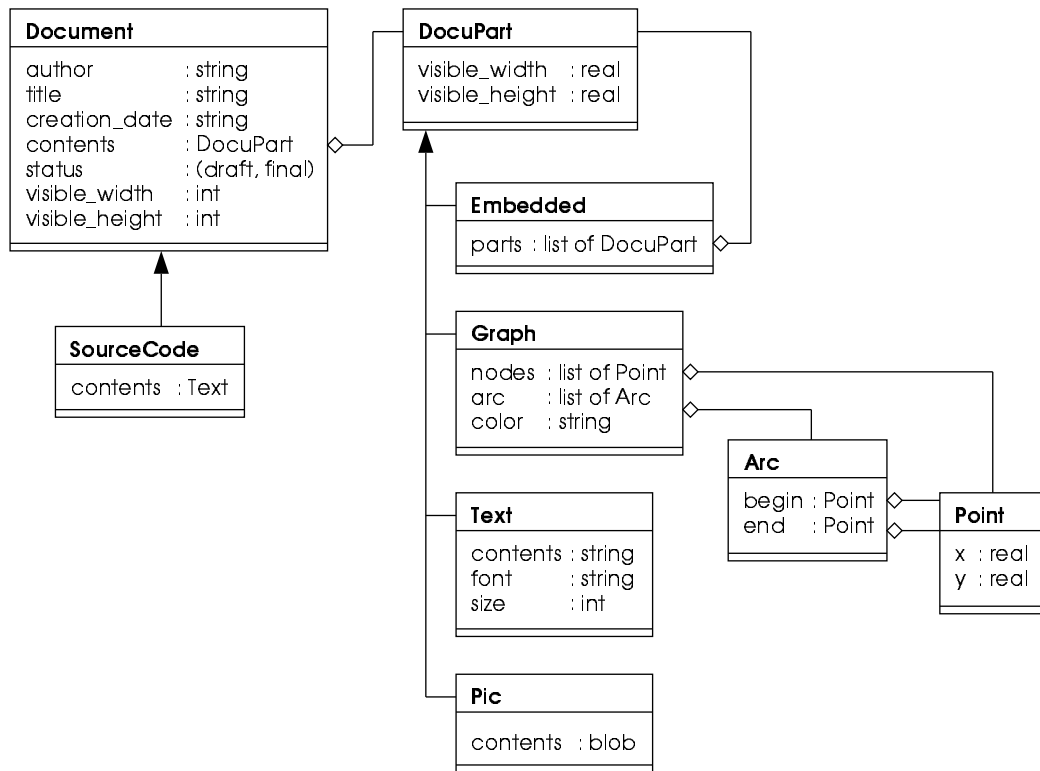 Document
author : string
title : string
creation_date : string
contents : DocuPart
status : (draft, final)
visible_width : int
visible_height : int
DocuPart
visible_width : real
visible_height : real
Embedded
parts : list of DocuPart
SourceCode
contents : Text
Graph
nodes : list of Point
arc : list of Arc
color : string
Arc
begin : Point
end : Point
Point
x : real
y : real
Text
contents : string
font : string
size : int
Pic
contents : blob